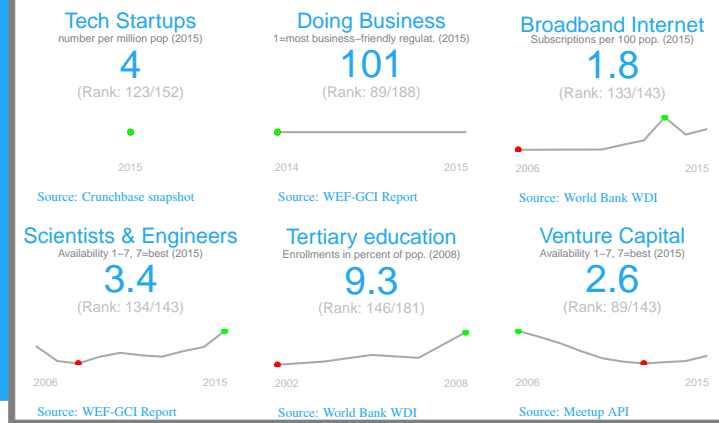 Tech Startups
number per million pop (2015)
4
(Rank: 123/152)
2015
Source: Crunchbase snapshot
Doing Business
1=most business−friendly regulat. (2015)
101
(Rank: 89/188)
2014 2015
Source: WEF-GCI Report
Broadband Internet
Subscriptions per 100 pop. (2015)
1.8
(Rank: 133/143)
2006 2015
Source: World Bank WDI
Scientists & Engineers
Availability 1−7, 7=best (2015)
3.4
(Rank: 134/143)
2006 2015
Source: WEF-GCI Report
Tertiary education
Enrollments in percent of pop. (2008)
9.3
(Rank: 146/181)
2002 2008
Source: World Bank WDI
Venture Capital
Availability 1−7, 7=best (2015)
2.6
(Rank: 89/143)
2006 2015
Source: Meetup API